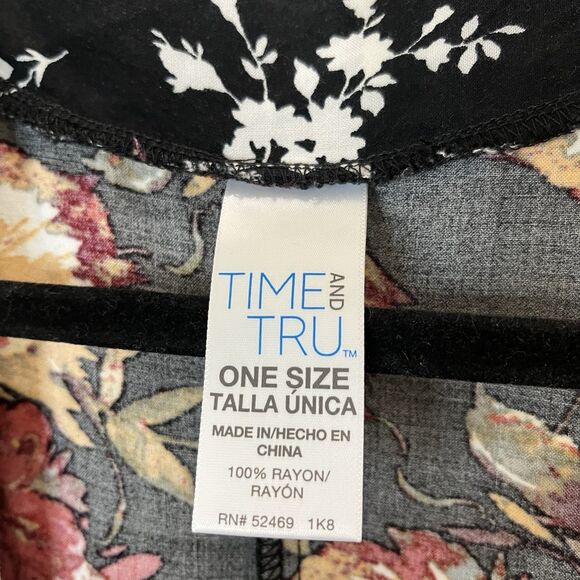 TIME AND
TRU™
ONE SIZE
TALLA ÚNICA
MADE IN/HECHO EN
CHINA
100% RAYON/
RAYÓN
RN# 52469 1K8